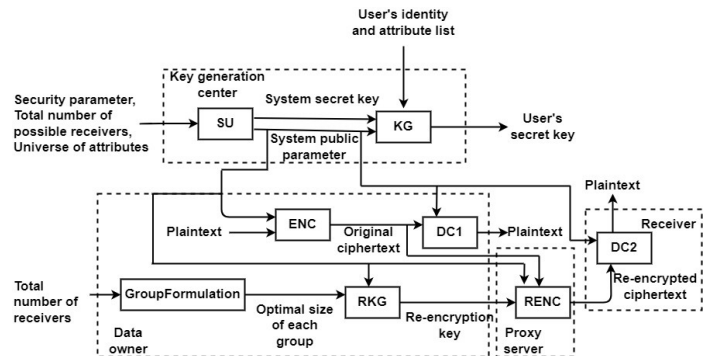 User's identity
and attribute list
Key generation
center
Security parameter,
Total number of
possible receivers,
Universe of attributes
SU
System secret key
System public
parameter
KG
User's
secret key
Plaintext
ENC
Original
ciphertext
DC1
Plaintext
Plaintext
Receiver
DC2
Re-encrypted
ciphertext
Total
number of
receivers
GroupFormulation
Optimal size
of each
group
RKG
Re-encryption
key
RENC
Data
owner
Proxy
server